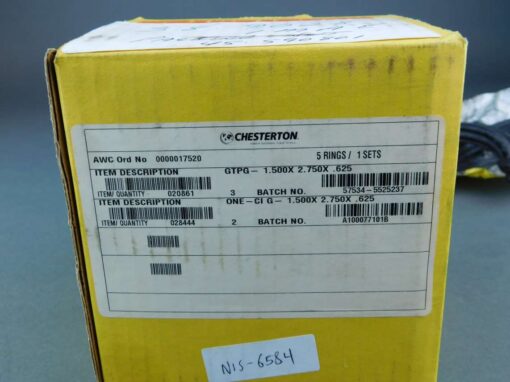 CHESTERTON
AWC Ord No 0000017520 5 RINGS / 1 SETS
ITEM DESCRIPTION GTPG - 1.500X 2.750X .625
ITEM/ QUANTITY 020861 3 BATCH NO. 57534-5525237
ITEM DESCRIPTION ONE-CI G - 1.500X 2.750X .625
ITEM/ QUANTITY 028444 2 BATCH NO. A100077101B
NIS-6584